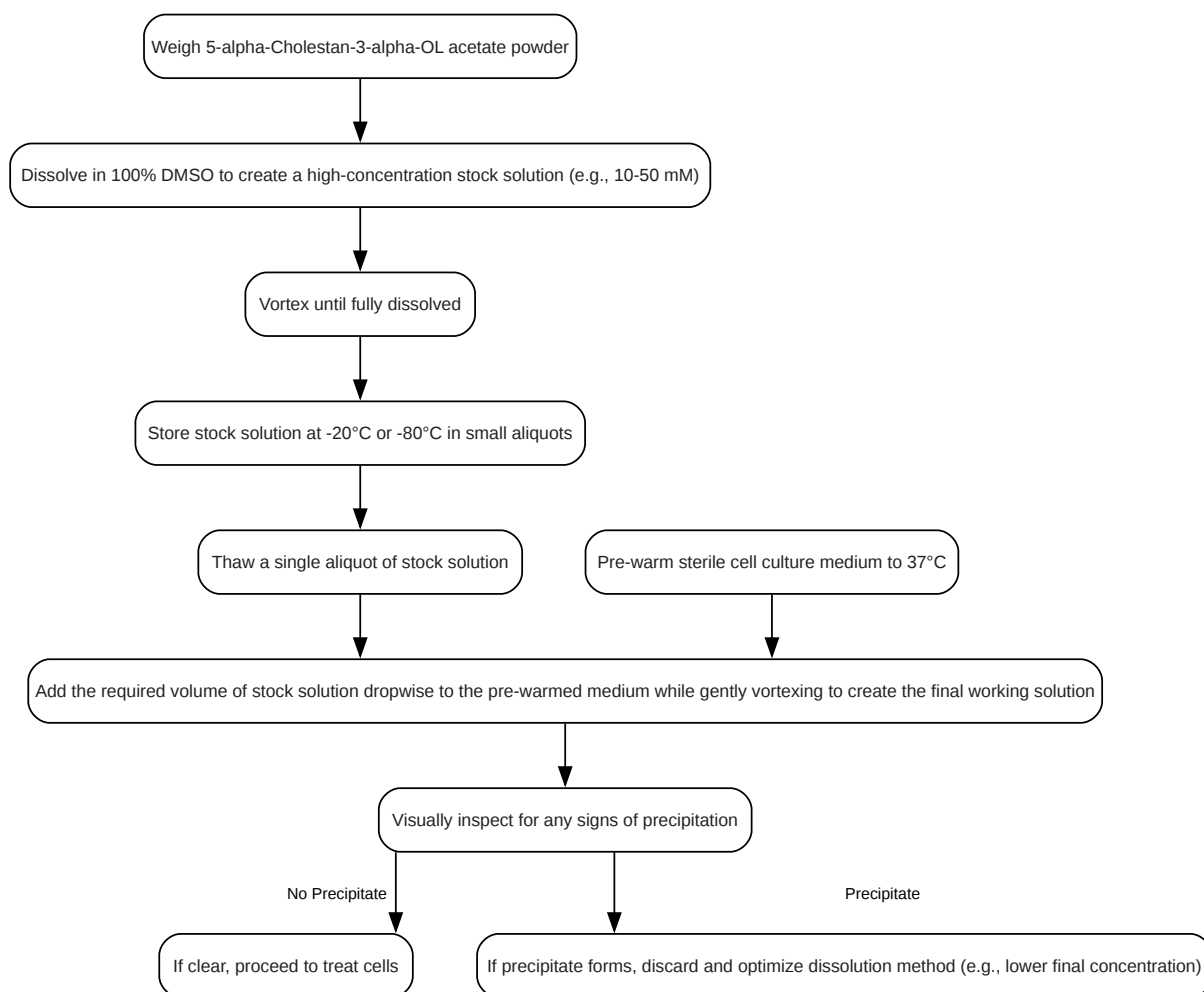 Weigh 5-alpha-Cholestan-3-alpha-OL acetate powder
Dissolve in 100% DMSO to create a high-concentration stock solution (e.g., 10-50 mM)
Vortex until fully dissolved
Store stock solution at -20°C or -80°C in small aliquots
Thaw a single aliquot of stock solution
Pre-warm sterile cell culture medium to 37°C
Add the required volume of stock solution dropwise to the pre-warmed medium while gently vortexing to create the final working solution
Visually inspect for any signs of precipitation
No Precipitate
Precipitate
If clear, proceed to treat cells
If precipitate forms, discard and optimize dissolution method (e.g., lower final concentration)